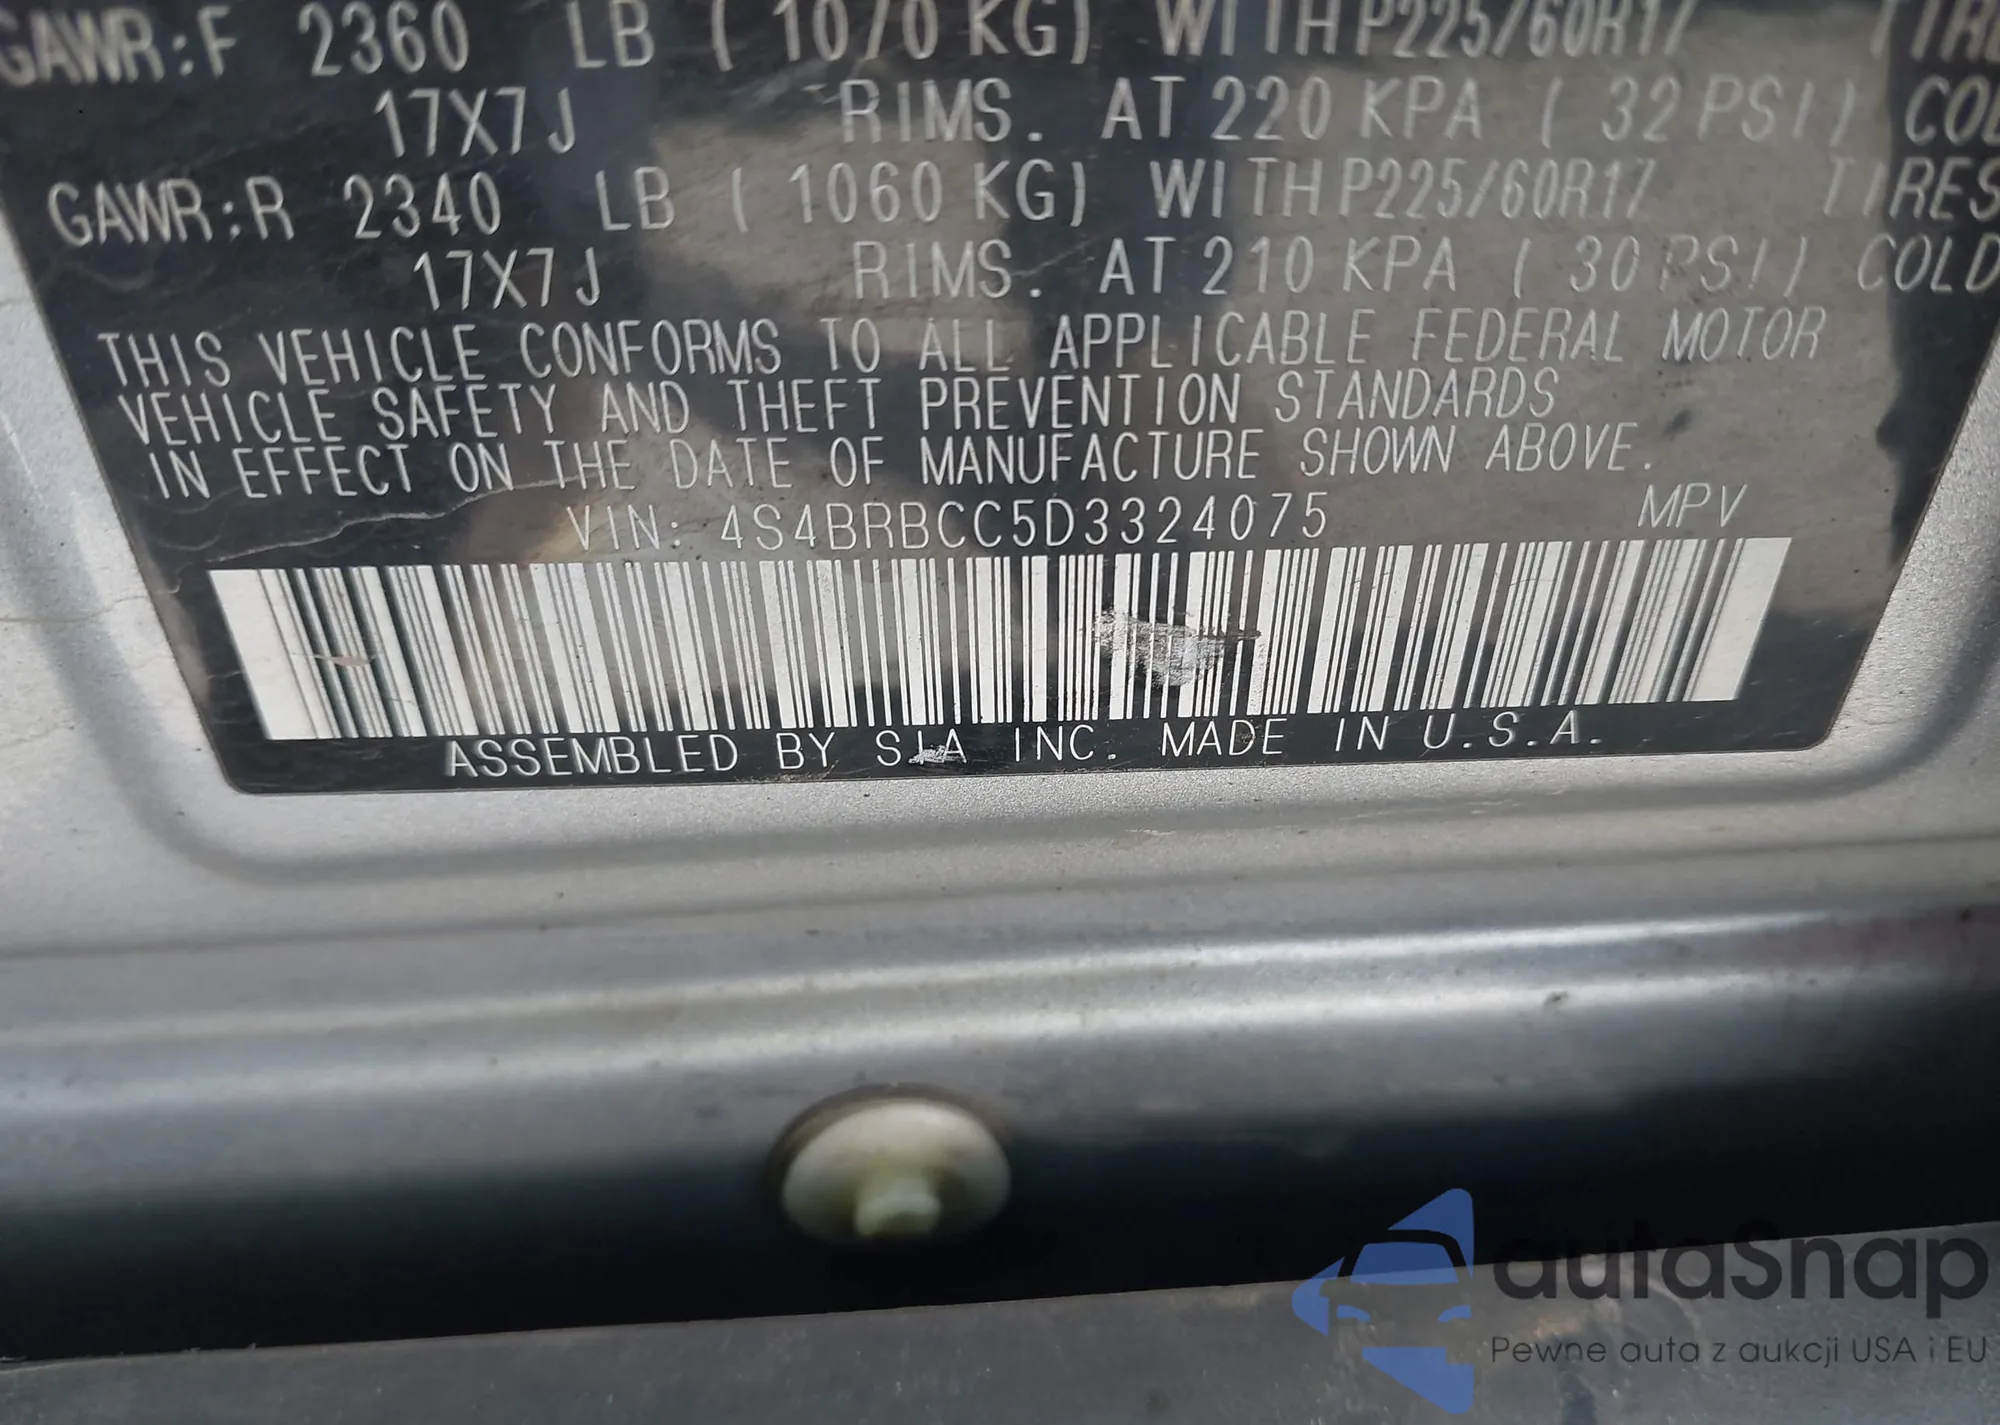 GAWR:F 2360 LB ( 1070 KG) WITH P225/60R17 TIRE
17X7J RIMS. AT 220 KPA ( 32 PSI) COL
GAWR:R 2340 LB ( 1060 KG) WITH P225/60R17 TIRES
17X7J RIMS. AT 210 KPA ( 30 PSI) COLD
THIS VEHICLE CONFORMS TO ALL APPLICABLE FEDERAL MOTOR
VEHICLE SAFETY AND THEFT PREVENTION STANDARDS
IN EFFECT ON THE DATE OF MANUFACTURE SHOWN ABOVE.
VIN: 4S4BRBCC5D3324075 MPV
ASSEMBLED BY SIA INC. MADE IN U.S.A.
autaSnap
Pewne auta z aukcji USA i EU